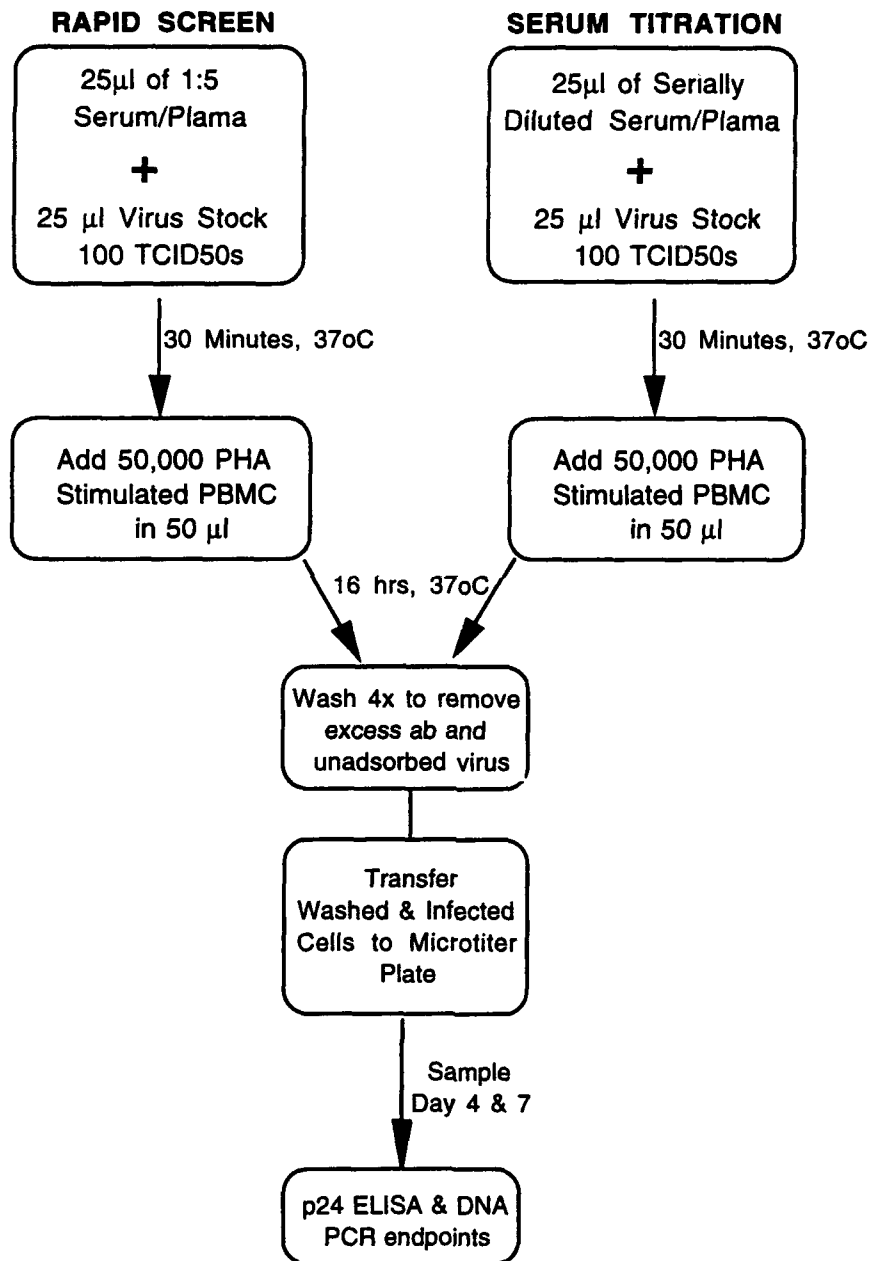 RAPID SCREEN
25µl of 1:5
Serum/Plama
+
25 µl Virus Stock
100 TCID50s
30 Minutes, 37oC
Add 50,000 PHA
Stimulated PBMC
in 50 µl
SERUM TITRATION
25µl of Serially
Diluted Serum/Plama
+
25 µl Virus Stock
100 TCID50s
30 Minutes, 37oC
Add 50,000 PHA
Stimulated PBMC
in 50 µl
16 hrs, 37oC
Wash 4x to remove
excess ab and
unadsorbed virus
Transfer
Washed & Infected
Cells to Microtiter
Plate
Sample
Day 4 & 7
p24 ELISA & DNA
PCR endpoints